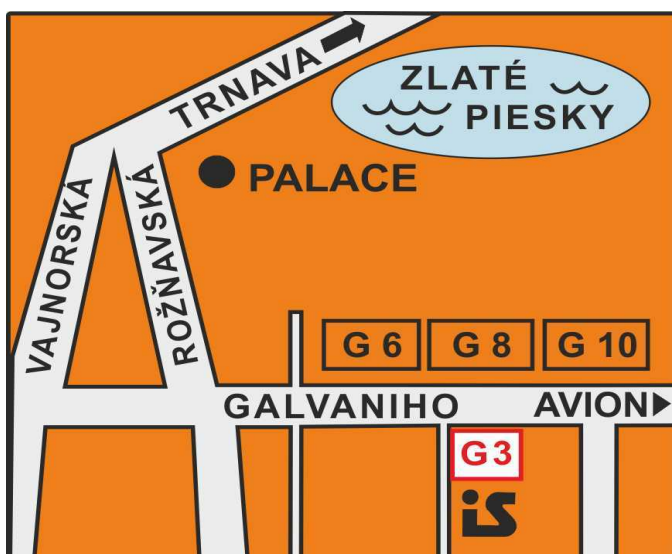 TRNAVA
ZLATÉ
PIESKY
PALACE
VAJNORSKÁ
ROŽŇAVSKÁ
G 6
G 8
G 10
GALVANIHO
AVION
G 3
iS